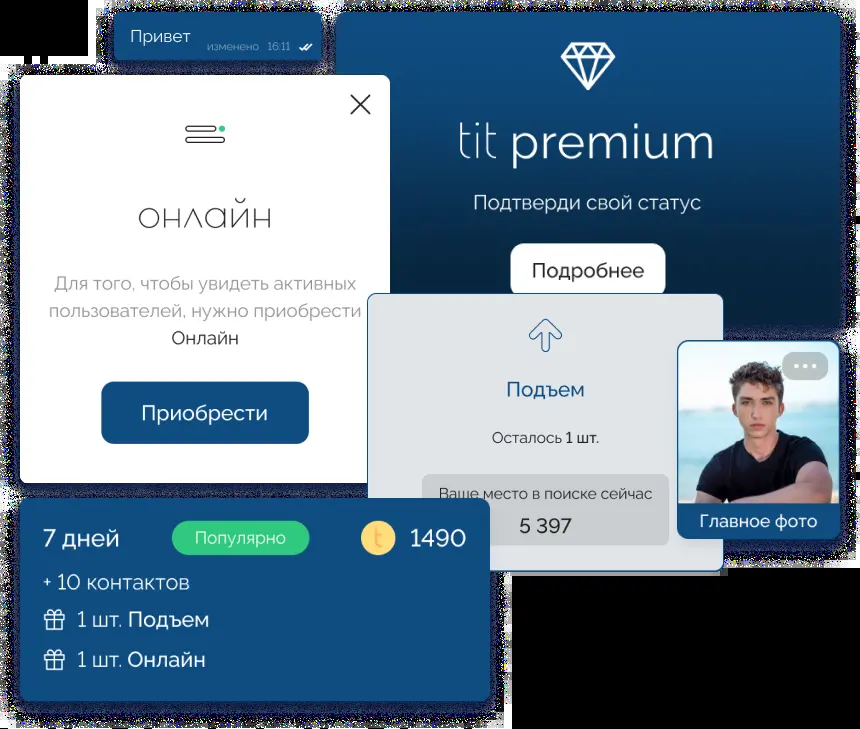 Привет
изменено 16:11
онлайн
Для того, чтобы увидеть активных
пользователей, нужно приобрести
Онлайн
Приобрести
tit premium
Подтверди свой статус
Подробнее
Подъем
Осталось 1 шт.
Ваше место в поиске сейчас
5 397
Главное фото
7 дней Популярно t 1490
+ 10 контактов
1 шт. Подъем
1 шт. Онлайн